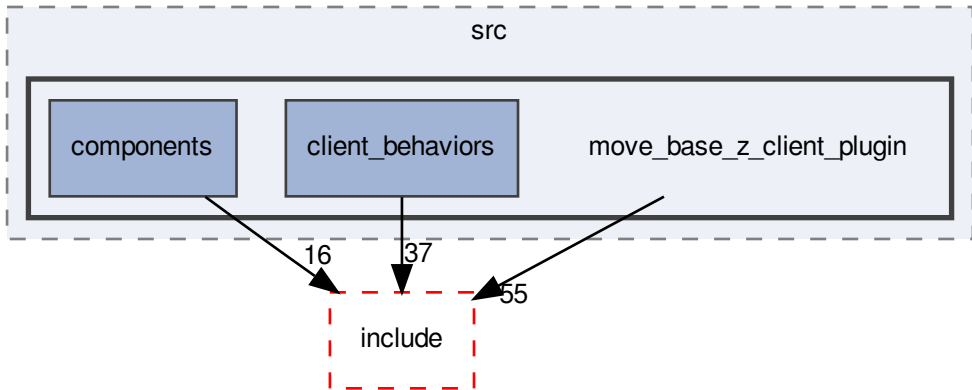 src
components
client_behaviors
move_base_z_client_plugin
16
37
55
include